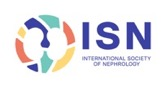 ISN
INTERNATIONAL SOCIETY
OF NEPHROLOGY